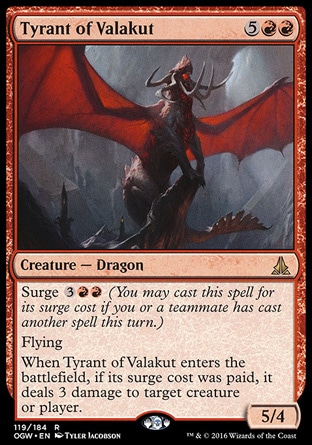 Tyrant of Valakut 5
Creature — Dragon
Surge 3 (You may cast this spell for
its surge cost if you or a teammate has cast
another spell this turn.)
Flying
When Tyrant of Valakut enters the
battlefield, if its surge cost was paid, it
deals 3 damage to target creature
or player.
5/4
119/184 R
OGW • EN Tyler Jacobson
™ & © 2016 Wizards of the Coast